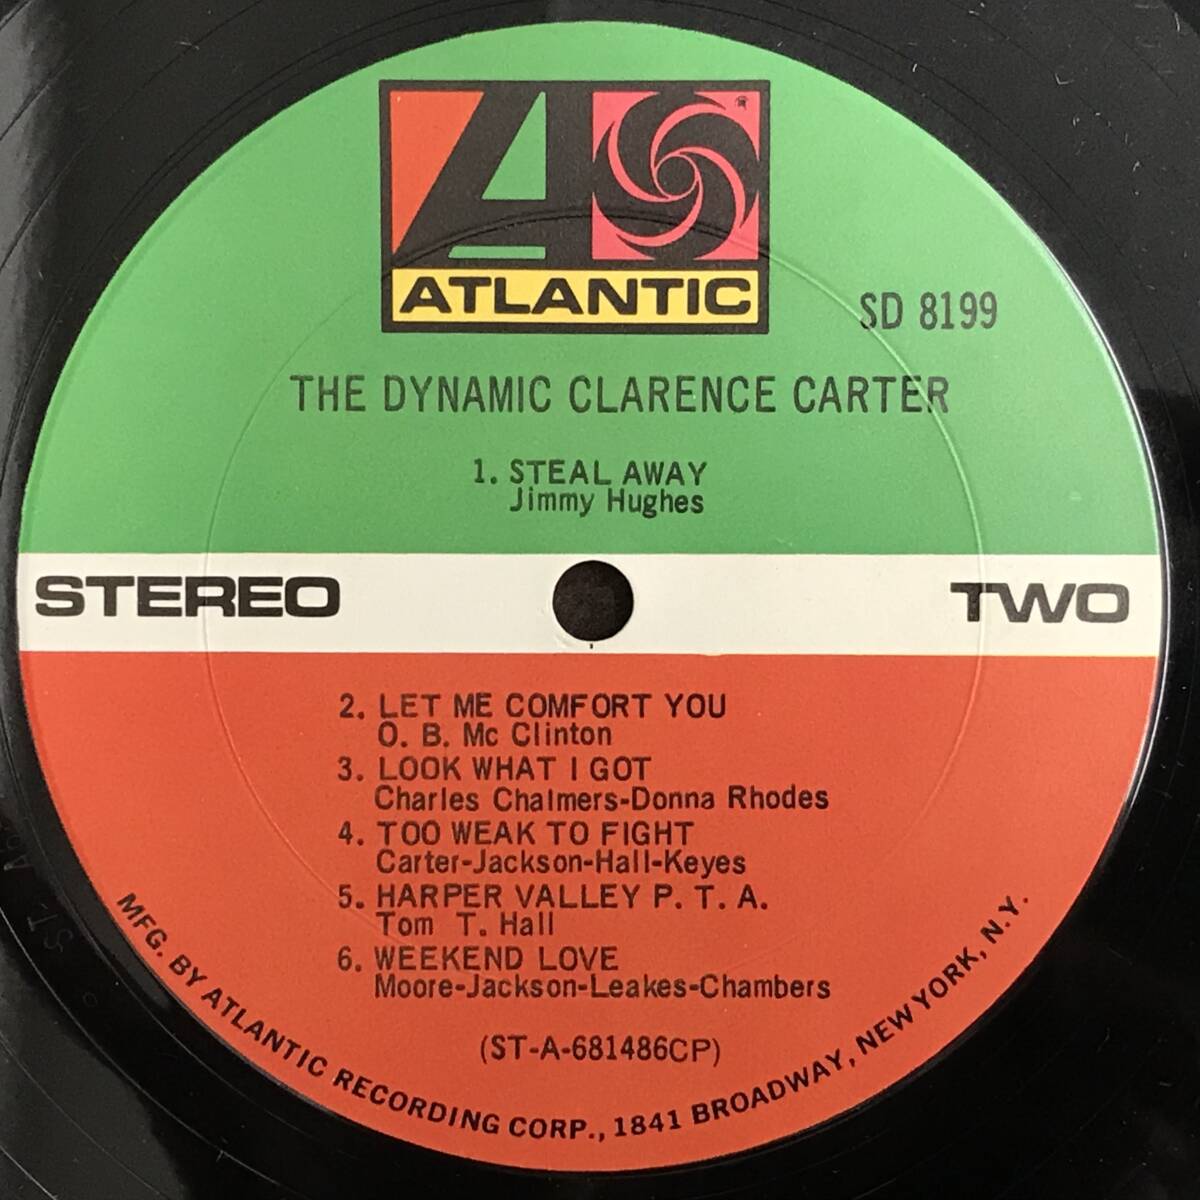 ATLANTIC
SD 8199
THE DYNAMIC CLARENCE CARTER
1. STEAL AWAY
Jimmy Hughes
STEREO
TWO
2. LET ME COMFORT YOU
O. B. Mc Clinton
3. LOOK WHAT I GOT
Charles Chalmers-Donna Rhodes
4. TOO WEAK TO FIGHT
Carter-Jackson-Hall-Keyes
5. HARPER VALLEY P. T. A.
Tom T. Hall
6. WEEKEND LOVE
Moore-Jackson-Leakes-Chambers
(ST-A-681486CP)
MFG. BY ATLANTIC RECORDING CORP., 1841 BROADWAY, NEW YORK, N.Y.